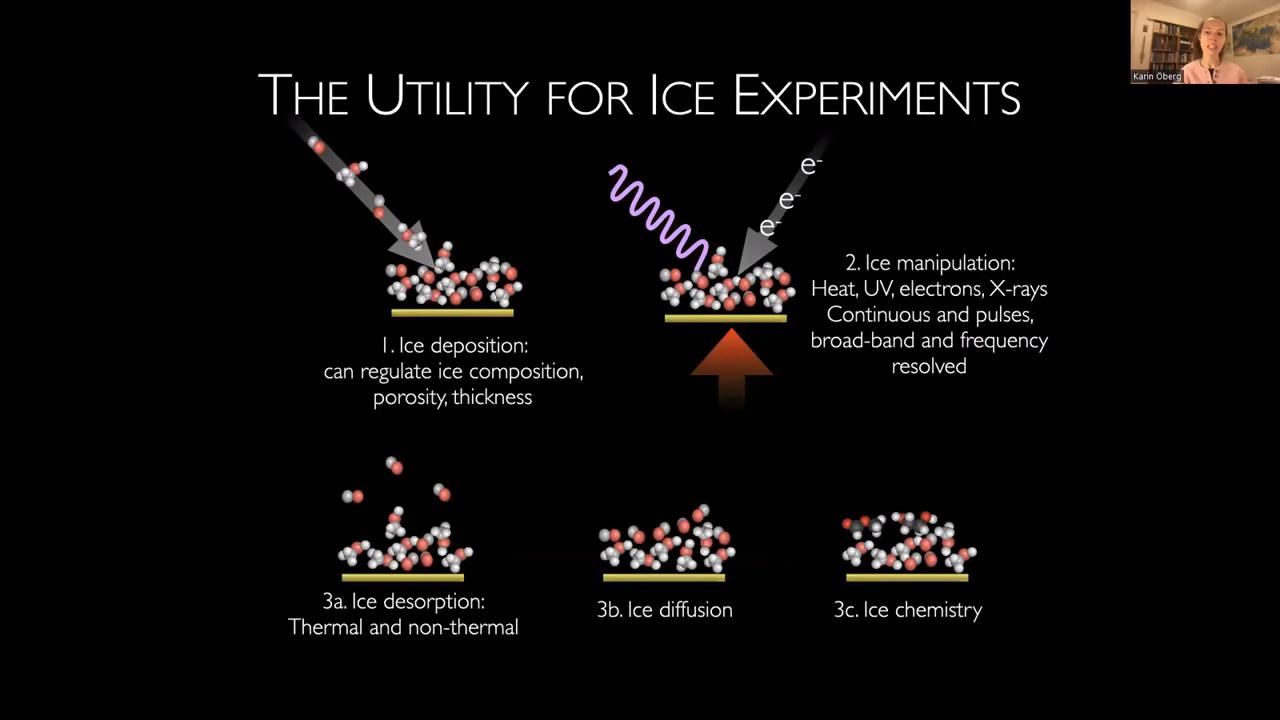 Karin Öberg
THE UTILITY FOR ICE EXPERIMENTS
e-
e-
e-
1. Ice deposition:
can regulate ice composition,
porosity, thickness
2. Ice manipulation:
Heat, UV, electrons, X-rays
Continuous and pulses,
broad-band and frequency
resolved
3a. Ice desorption:
Thermal and non-thermal
3b. Ice diffusion
3c. Ice chemistry